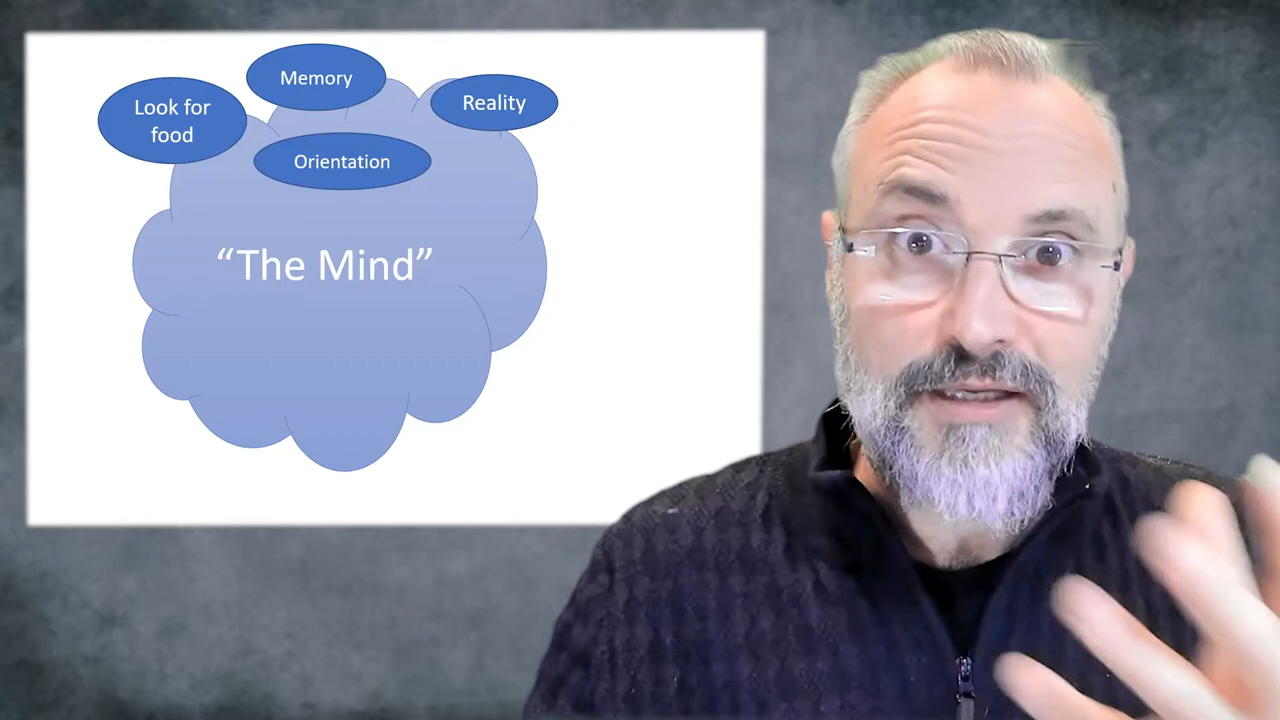 Memory
Look for
food
Reality
Orientation
“The Mind”